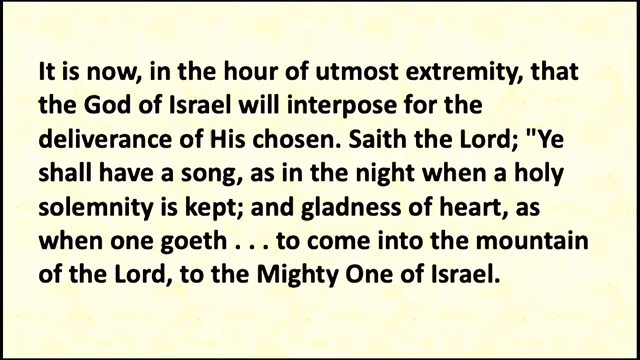 It is now, in the hour of utmost extremity, that
the God of Israel will interpose for the
deliverance of His chosen. Saith the Lord; "Ye
shall have a song, as in the night when a holy
solemnity is kept; and gladness of heart, as
when one goeth . . . to come into the mountain
of the Lord, to the Mighty One of Israel.